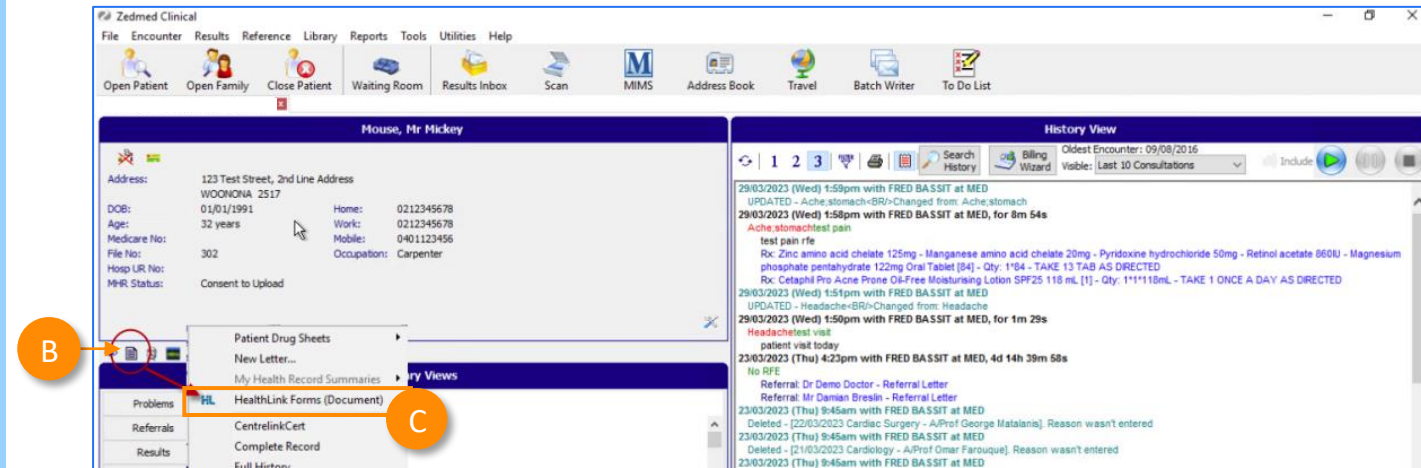 Zedmed Clinical
File Encounter Results Reference Library Reports Tools Utilities Help
Open Patient Open Family Close Patient Waiting Room Results Inbox Scan MIMS Address Book Travel Batch Writer To Do List
Mouse, Mr Mickey
Address: 123 Test Street, 2nd Line Address
WOONONA 2517
DOB: 01/01/1991 Home: 0212345678
Age: 32 years Work: 0212345678
Medicare No: Mobile: 0401123456
File No: 302 Occupation: Carpenter
Hosp UR No:
MHR Status: Consent to Upload
B
Patient Drug Sheets
New Letter...
My Health Record Summaries
HL HealthLink Forms (Document)
C
CentrelinkCert
Complete Record
Full History
ry Views
Problems
Referrals
Results
History View
1 2 3 Search History Billing Wizard Oldest Encounter: 09/08/2016
Visible: Last 10 Consultations Include
29/03/2023 (Wed) 1:59pm with FRED BASSIT at MED
UPDATED - Ache;stomach<BR/>Changed from: Ache;stomach
29/03/2023 (Wed) 1:58pm with FRED BASSIT at MED, for 8m 54s
Ache;stomachtest pain
test pain rfe
Rx: Zinc amino acid chelate 125mg - Manganese amino acid chelate 20mg - Pyridoxine hydrochloride 50mg - Retinol acetate 860IU - Magnesium
phosphate pentahydrate 122mg Oral Tablet [84] - Qty: 1*84 - TAKE 13 TAB AS DIRECTED
Rx: Cetaphil Pro Acne Prone Oil-Free Moisturising Lotion SPF25 118 mL [1] - Qty: 1*1*118mL - TAKE 1 ONCE A DAY AS DIRECTED
29/03/2023 (Wed) 1:51pm with FRED BASSIT at MED
UPDATED - Headache<BR/>Changed from: Headache
29/03/2023 (Wed) 1:50pm with FRED BASSIT at MED, for 1m 29s
Headachetest visit
patient visit today
23/03/2023 (Thu) 4:23pm with FRED BASSIT at MED, 4d 14h 39m 58s
No RFE
Referral: Dr Demo Doctor - Referral Letter
Referral: Mr Damian Breslin - Referral Letter
23/03/2023 (Thu) 9:45am with FRED BASSIT at MED
Deleted - [22/03/2023 Cardiac Surgery - A/Prof George Matalanis]. Reason wasn't entered
23/03/2023 (Thu) 9:45am with FRED BASSIT at MED
Deleted - [21/03/2023 Cardiology - A/Prof Omar Farouque]. Reason wasn't entered
23/03/2023 (Thu) 9:45am with FRED BASSIT at MED